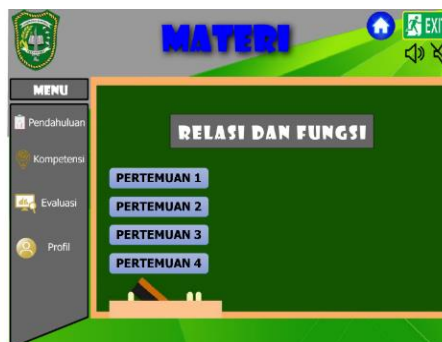 MATERI
EXIT
MENU
Pendahuluan
Kompetensi
Evaluasi
Profil
RELASI DAN FUNGSI
PERTEMUAN 1
PERTEMUAN 2
PERTEMUAN 3
PERTEMUAN 4